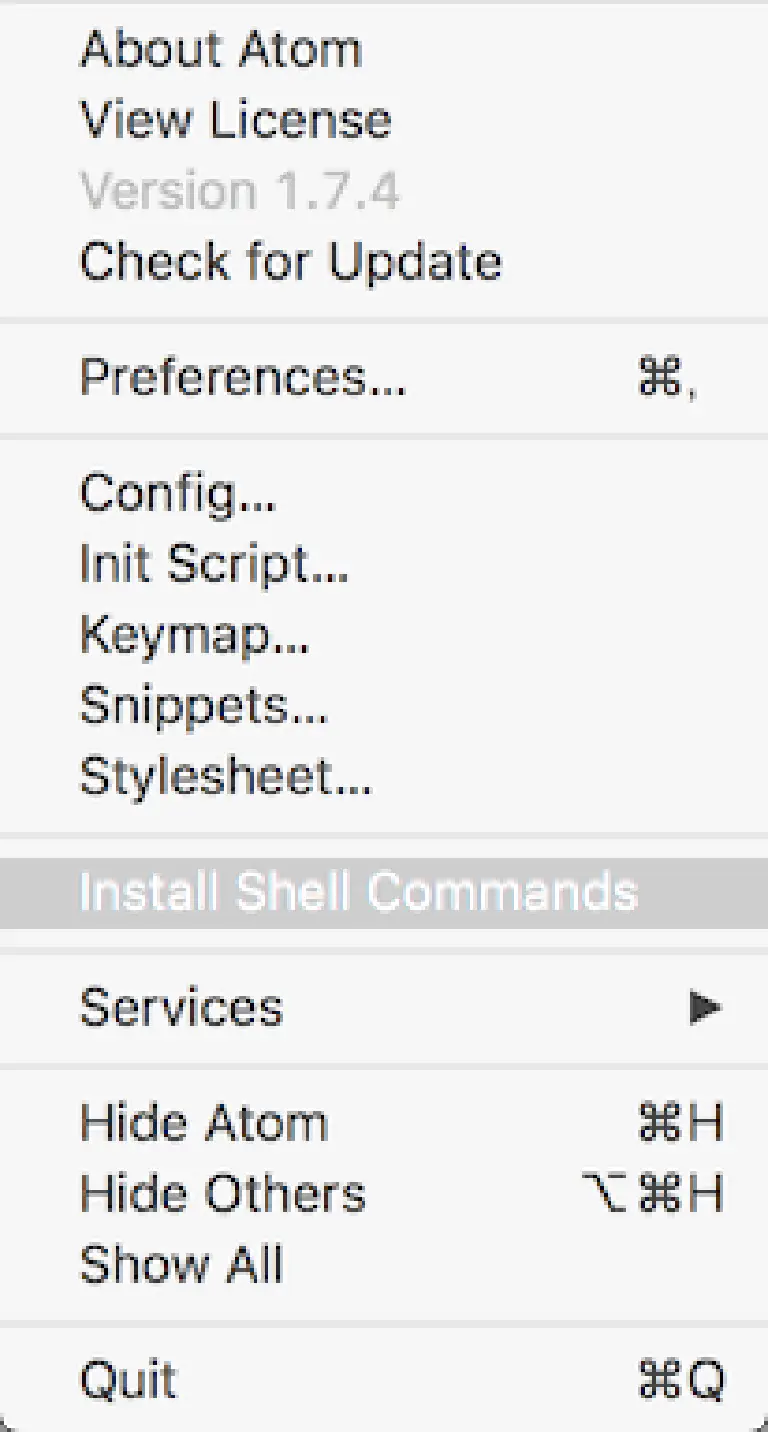 About Atom
View License
Version 1.7.4
Check for Update
Preferences... ⌘,
Config...
Init Script...
Keymap...
Snippets...
Stylesheet...
Install Shell Commands
Services ▶
Hide Atom ⌘H
Hide Others ⌥⌘H
Show All
Quit ⌘Q